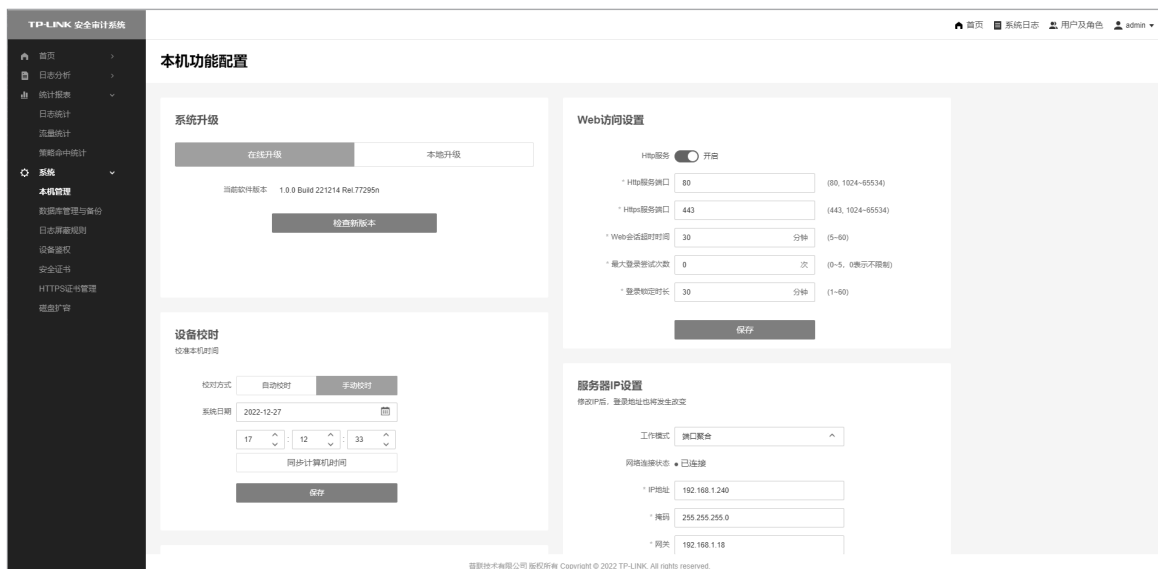 TP-LINK 安全审计系统
首页 系统日志 用户及角色 admin
首页
日志分析
统计报表
日志统计
流量统计
策略命中统计
系统
本机管理
数据库管理与备份
日志屏蔽规则
设备鉴权
安全证书
HTTPS证书管理
磁盘扩容
本机功能配置
系统升级
在线升级 本地升级
当前软件版本 1.0.0 Build 221214 Rel.77295n
检查新版本
设备校时
校准本机时间
校对方式 自动校时 手动校时
系统日期 2022-12-27
17 : 12 : 33
同步计算机时间
保存
Web访问设置
Http服务 开启
* Http服务端口 80 (80, 1024~65534)
* Https服务端口 443 (443, 1024~65534)
* Web会话超时时间 30 分钟 (5~60)
* 最大登录尝试次数 0 次 (0~5，0表示不限制)
* 登录锁定时长 30 分钟 (1~60)
保存
服务器IP设置
修改IP后，登录地址也将发生改变
工作模式 端口聚合
网络连接状态 已连接
* IP地址 192.168.1.240
* 掩码 255.255.255.0
* 网关 192.168.1.18
普联技术有限公司 版权所有 Copyright © 2022 TP-LINK. All rights reserved.